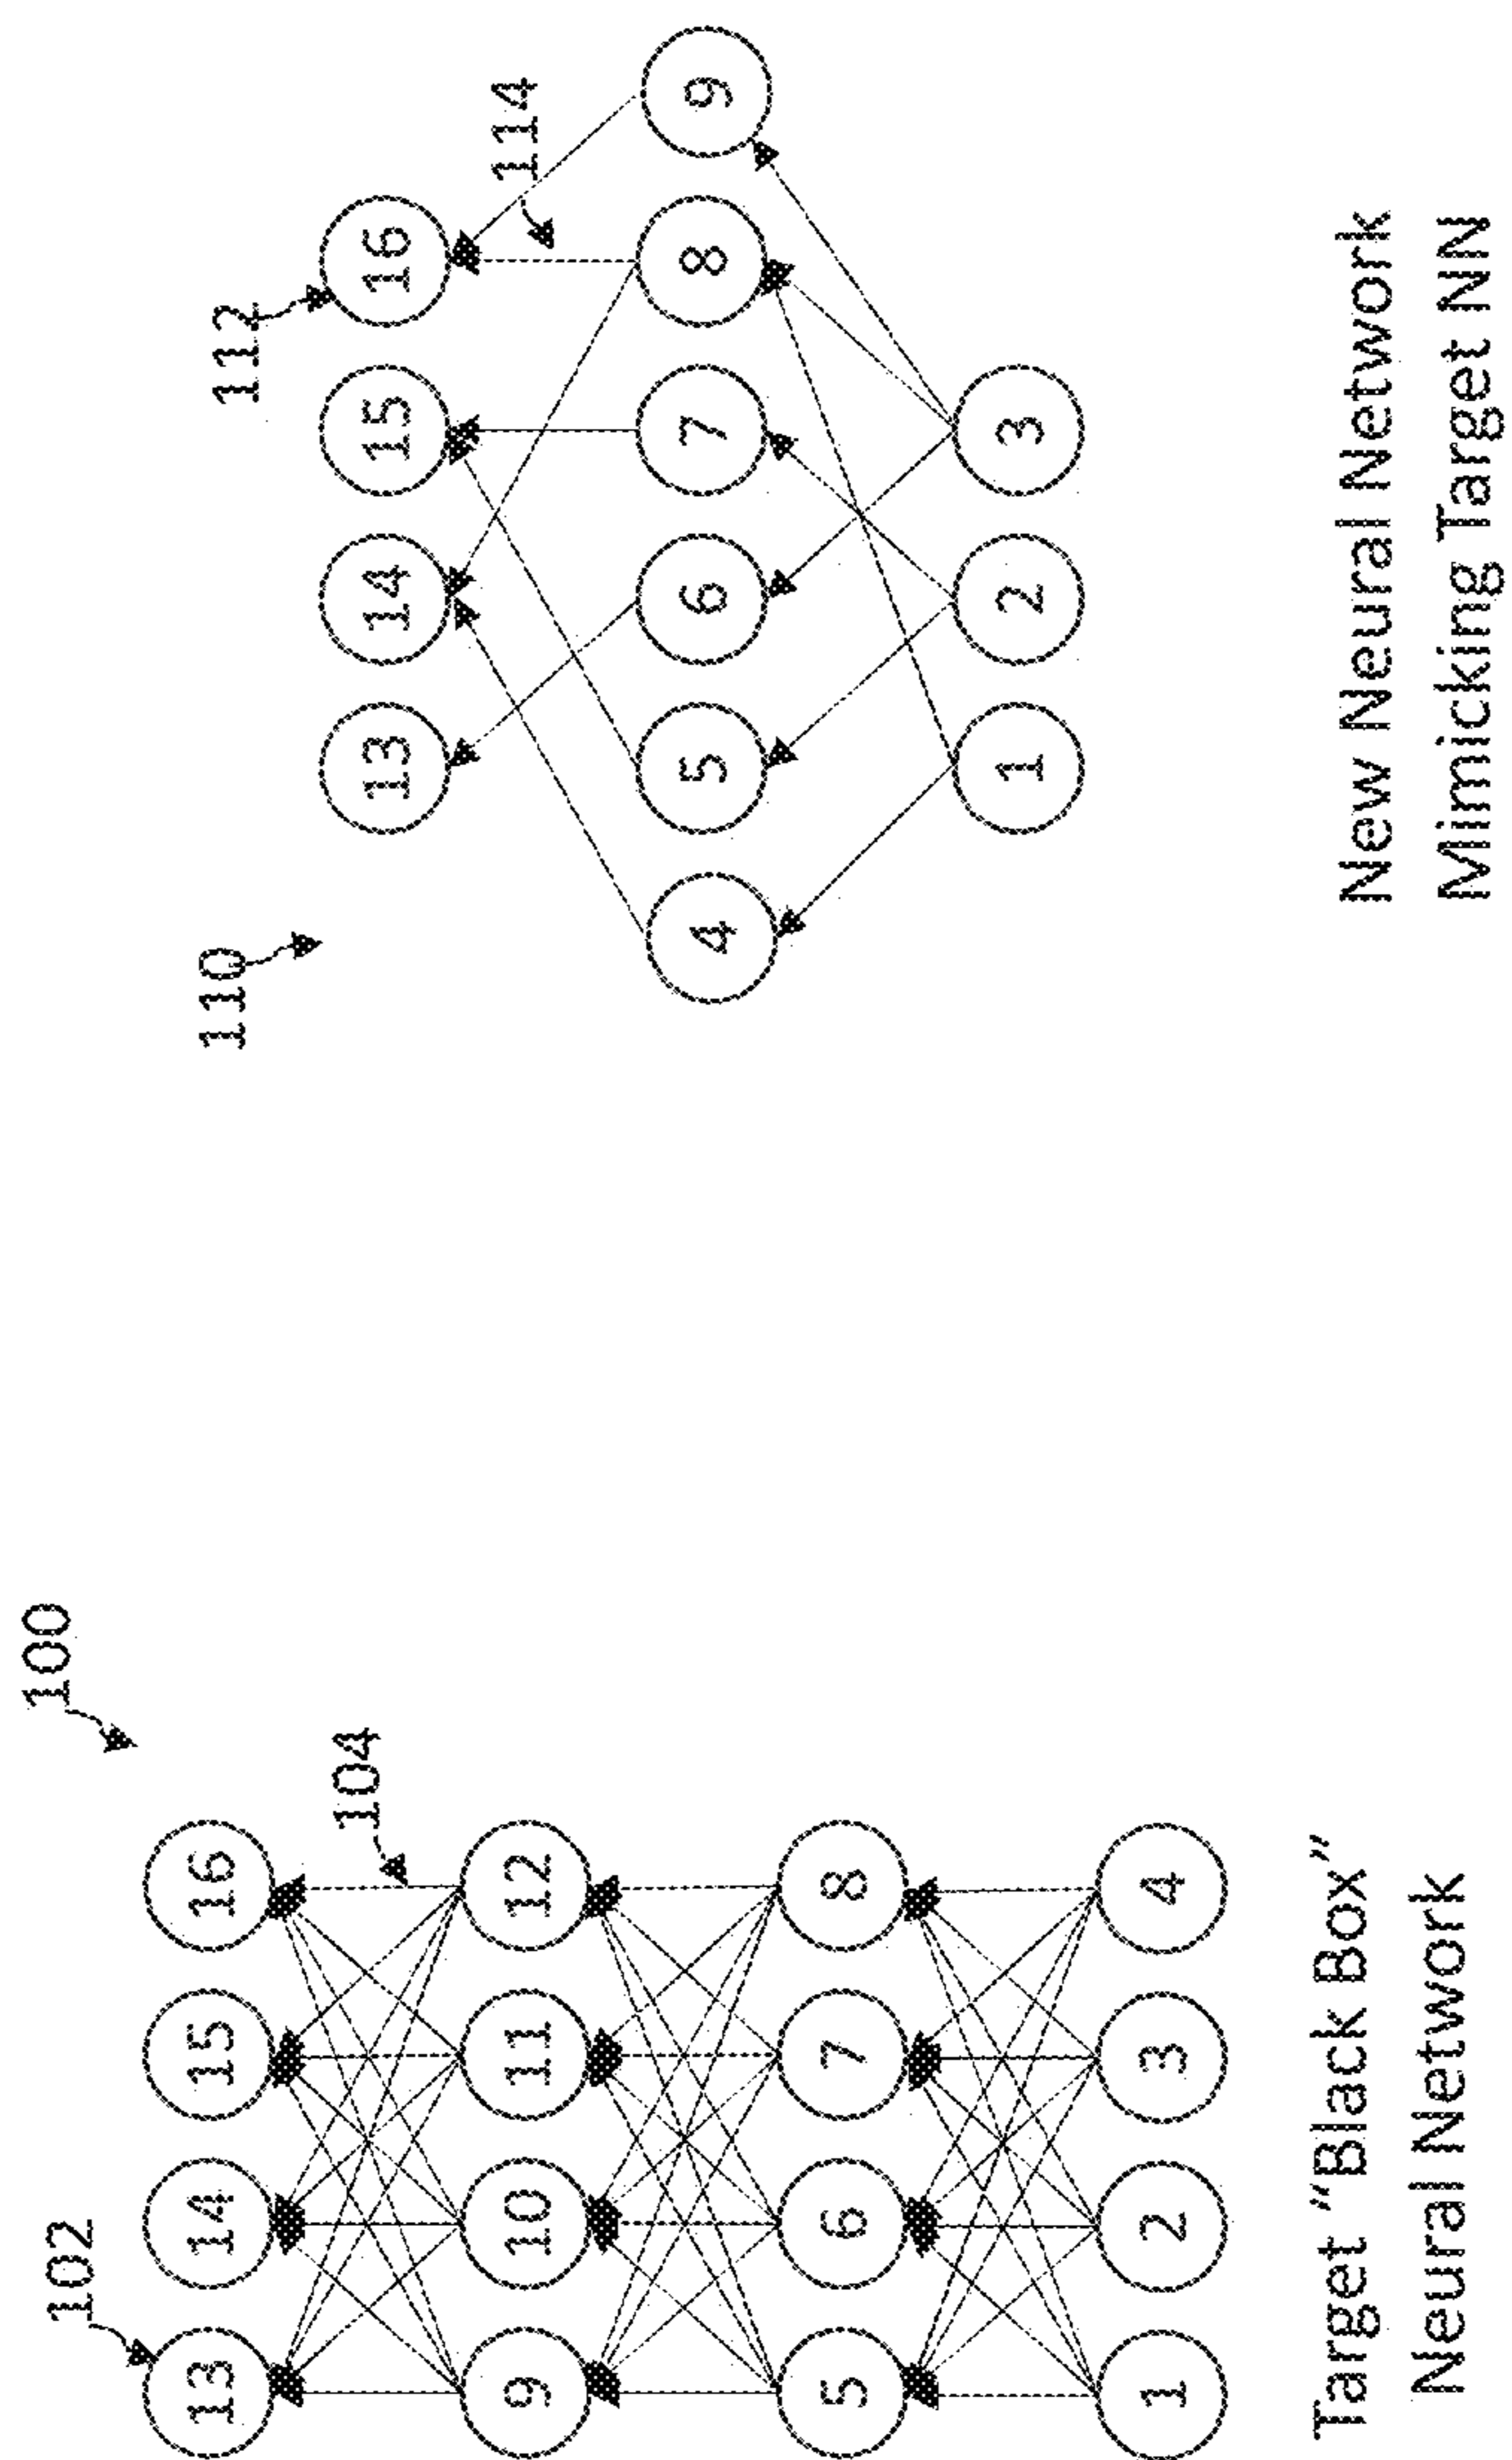 100
102
13 14 15 16
104
9 10 11 12
5 6 7 8
1 2 3 4
Target "Black Box"
Neural Network
110
112
13 14 15 16
114
4 5 6 7 8 9
1 2 3
New Neural Network
Mimicking Target NN